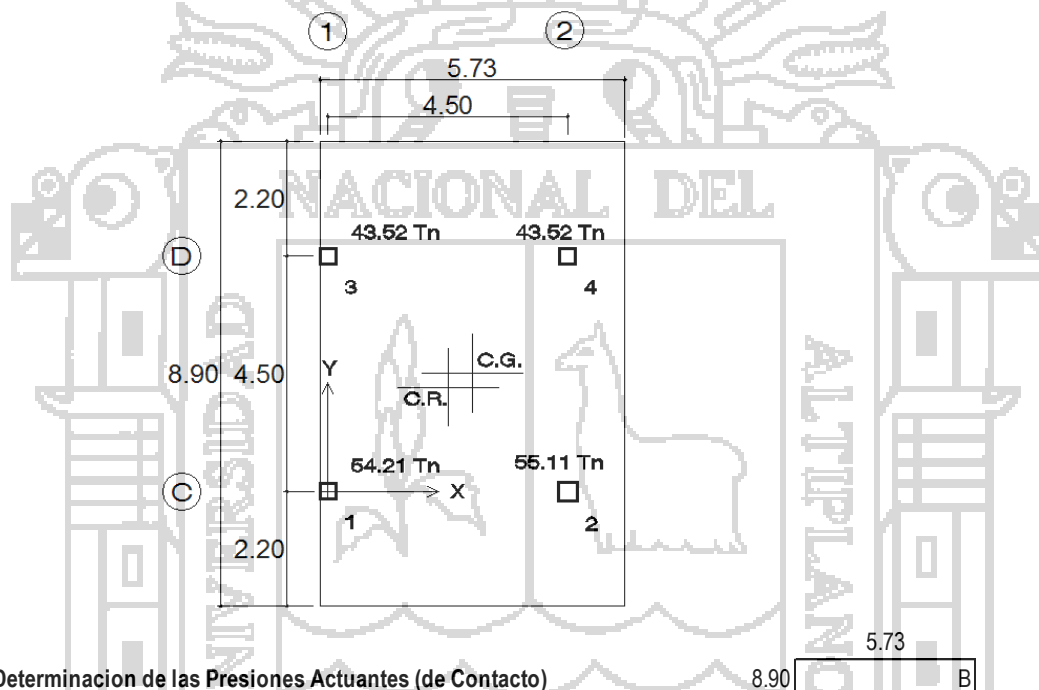 1
2
5.73
4.50
NACIONAL DEL
2.20
43.52 Tn
43.52 Tn
D
3
4
8.90
4.50
Y
C.G.
C.R.
UNIVERSIDAD
ALTIPLANO
54.21 Tn
55.11 Tn
C
X
1
2
2.20
5.73
Determinacion de las Presiones Actuantes (de Contacto)
8.90
B